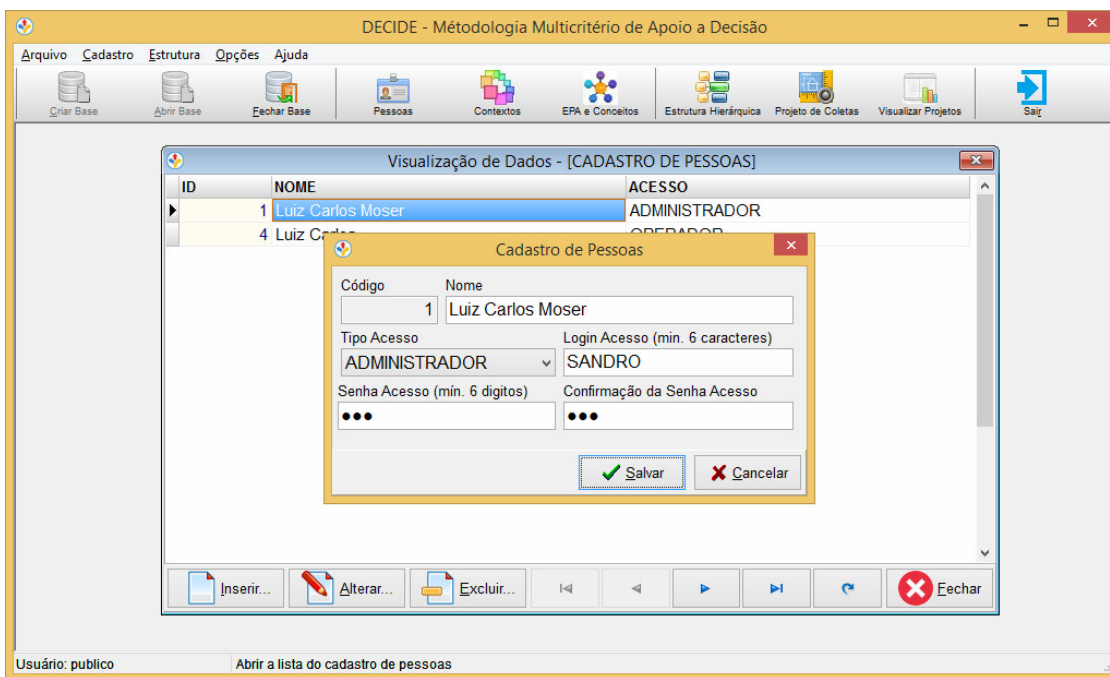 DECIDE - Métodologia Multicritério de Apoio a Decisão
Arquivo Cadastro Estrutura Opções Ajuda
Criar Base Abrir Base Fechar Base Pessoas Contextos EPA e Conceitos Estrutura Hierárquica Projeto de Coletas Visualizar Projetos Sair
Visualização de Dados - [CADASTRO DE PESSOAS]
ID NOME ACESSO
1 Luiz Carlos Moser ADMINISTRADOR
4 Luiz Carlos OPERADOR
Cadastro de Pessoas
Código Nome
1 Luiz Carlos Moser
Tipo Acesso Login Acesso (min. 6 caracteres)
ADMINISTRADOR SANDRO
Senha Acesso (mín. 6 digitos) Confirmação da Senha Acesso
●●● ●●●
Salvar Cancelar
Inserir... Alterar... Excluir... Fechar
Usuário: publico Abrir a lista do cadastro de pessoas